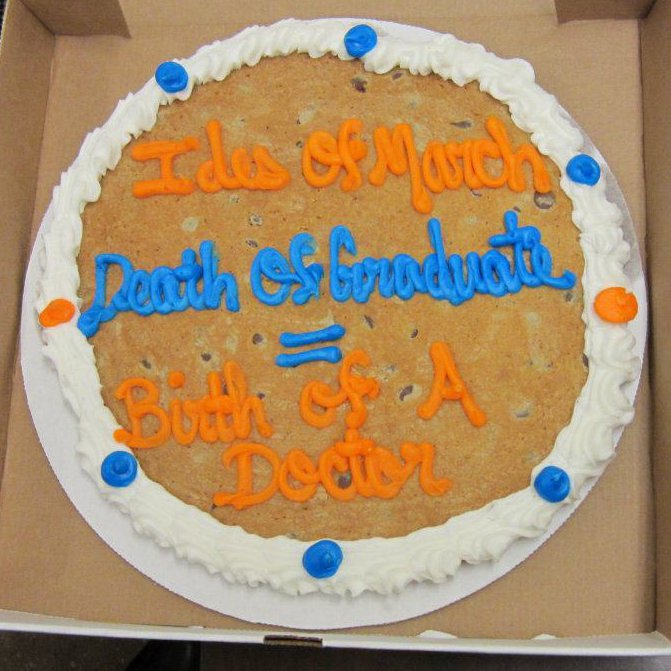 Ides Of March
Death Of Graduate
=
Birth of A
Doctor